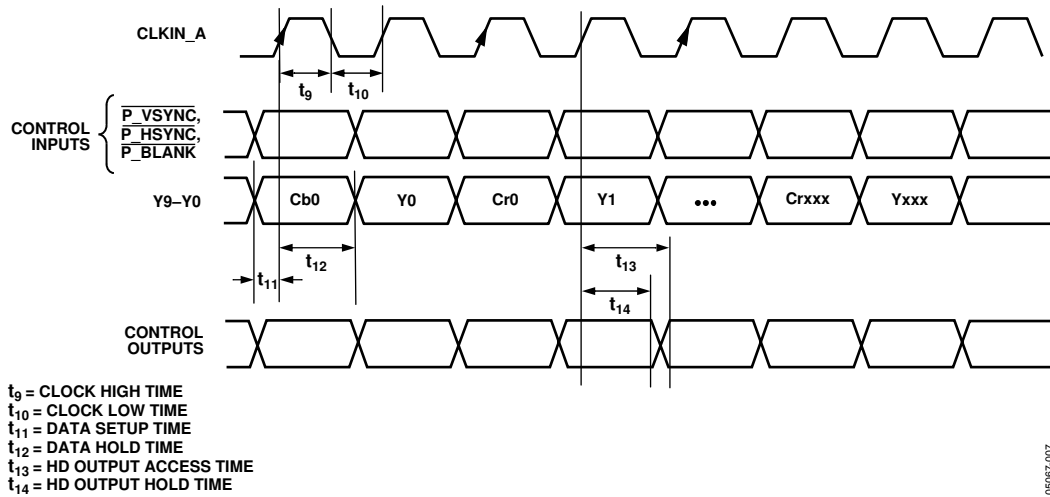 CLKIN_A
t9
t10
CONTROL INPUTS
P_VSYNC,
P_HSYNC,
P_BLANK
Y9–Y0
Cb0
Y0
Cr0
Y1
•••
Crxxx
Yxxx
t12
t11
t13
t14
CONTROL OUTPUTS
t9 = CLOCK HIGH TIME
t10 = CLOCK LOW TIME
t11 = DATA SETUP TIME
t12 = DATA HOLD TIME
t13 = HD OUTPUT ACCESS TIME
t14 = HD OUTPUT HOLD TIME
05067-007